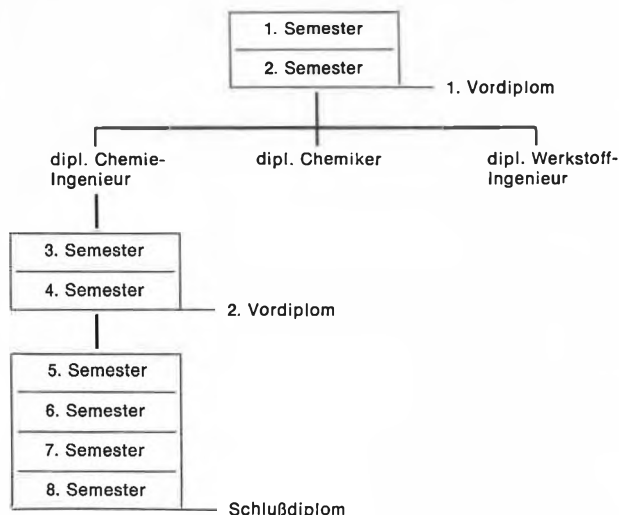 1. Semester
2. Semester
1. Vordiplom
dipl. Chemie-
Ingenieur
dipl. Chemiker
dipl. Werkstoff-
Ingenieur
3. Semester
4. Semester
2. Vordiplom
5. Semester
6. Semester
7. Semester
8. Semester
Schlußdiplom